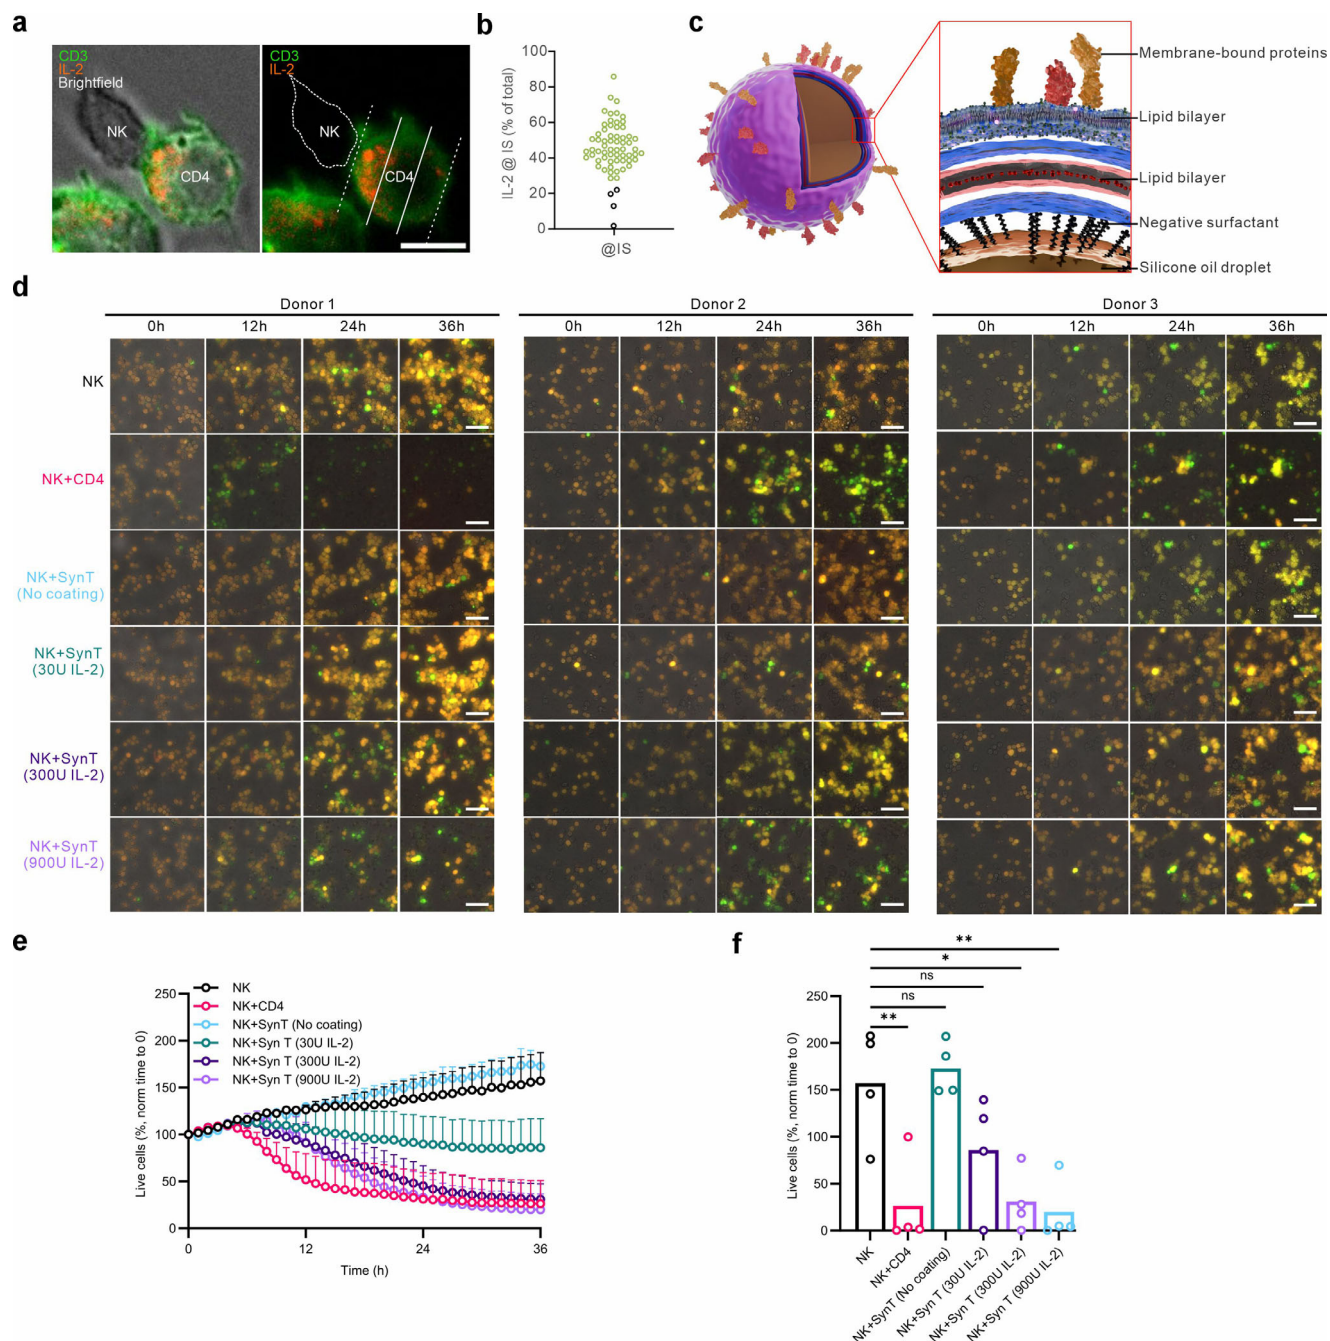 a
CD3
IL-2
Brightfield
NK
CD4
CD3
IL-2
NK
CD4
b
IL-2 @ IS (% of total)
100
80
60
40
20
0
@IS
c
Membrane-bound proteins
Lipid bilayer
Lipid bilayer
Negative surfactant
Silicone oil droplet
d
Donor 1
Donor 2
Donor 3
0h 12h 24h 36h
0h 12h 24h 36h
0h 12h 24h 36h
NK
NK+CD4
NK+SynT
(No coating)
NK+SynT
(30U IL-2)
NK+SynT
(300U IL-2)
NK+SynT
(900U IL-2)
e
NK
NK+CD4
NK+SynT (No coating)
NK+Syn T (30U IL-2)
NK+Syn T (300U IL-2)
NK+Syn T (900U IL-2)
Live cells (%, norm time to 0)
250
200
150
100
50
0
0 12 24 36
Time (h)
f
**
*
ns
ns
**
Live cells (%, norm time to 0)
250
200
150
100
50
0
NK
NK+CD4
NK+SynT (No coating)
NK+Syn T (30U IL-2)
NK+Syn T (300U IL-2)
NK+Syn T (900U IL-2)